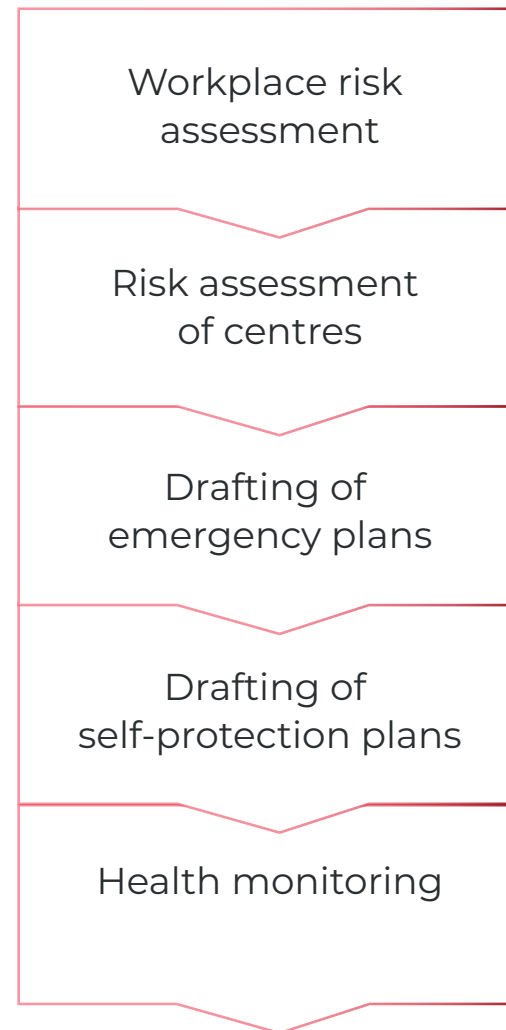 Workplace risk
assessment
Risk assessment
of centres
Drafting of
emergency plans
Drafting of
self-protection plans
Health monitoring